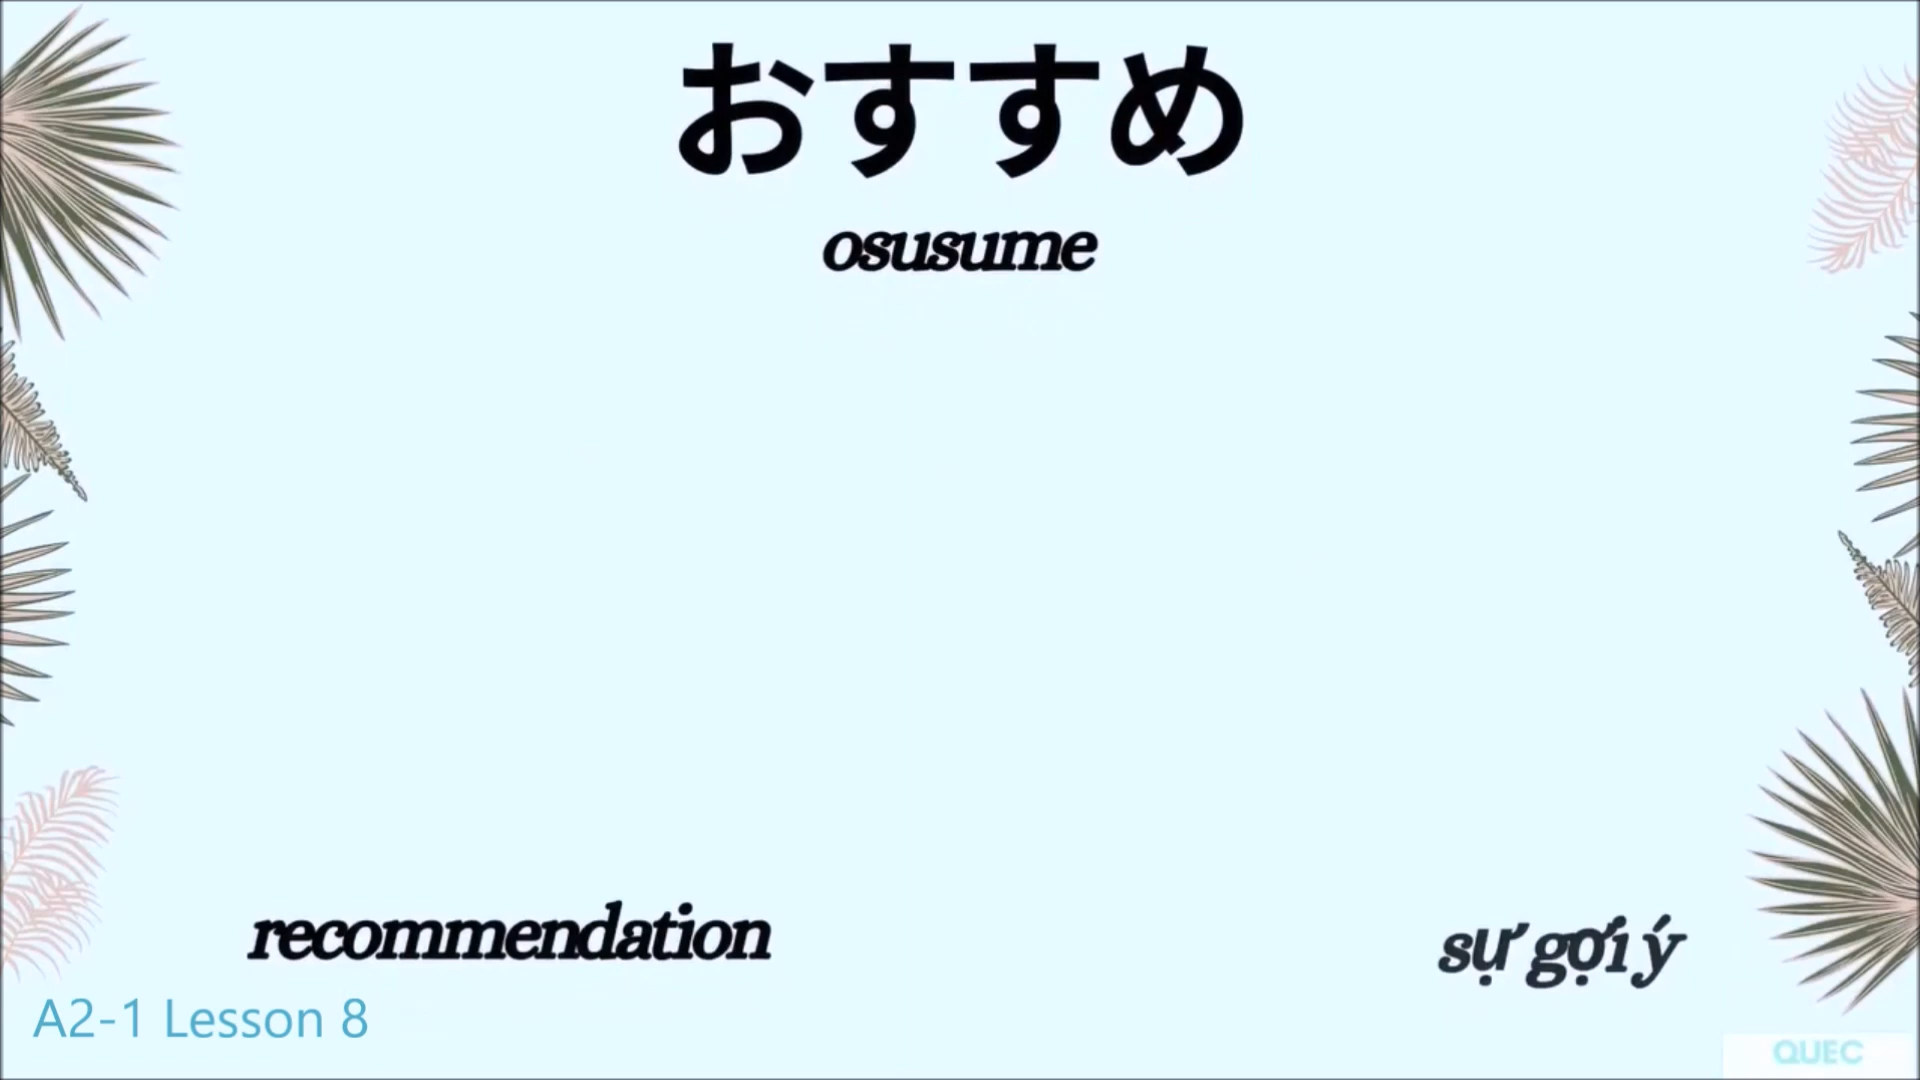 おすすめ
osusume
recommendation
sự gợi ý
A2-1 Lesson 8
QUEC